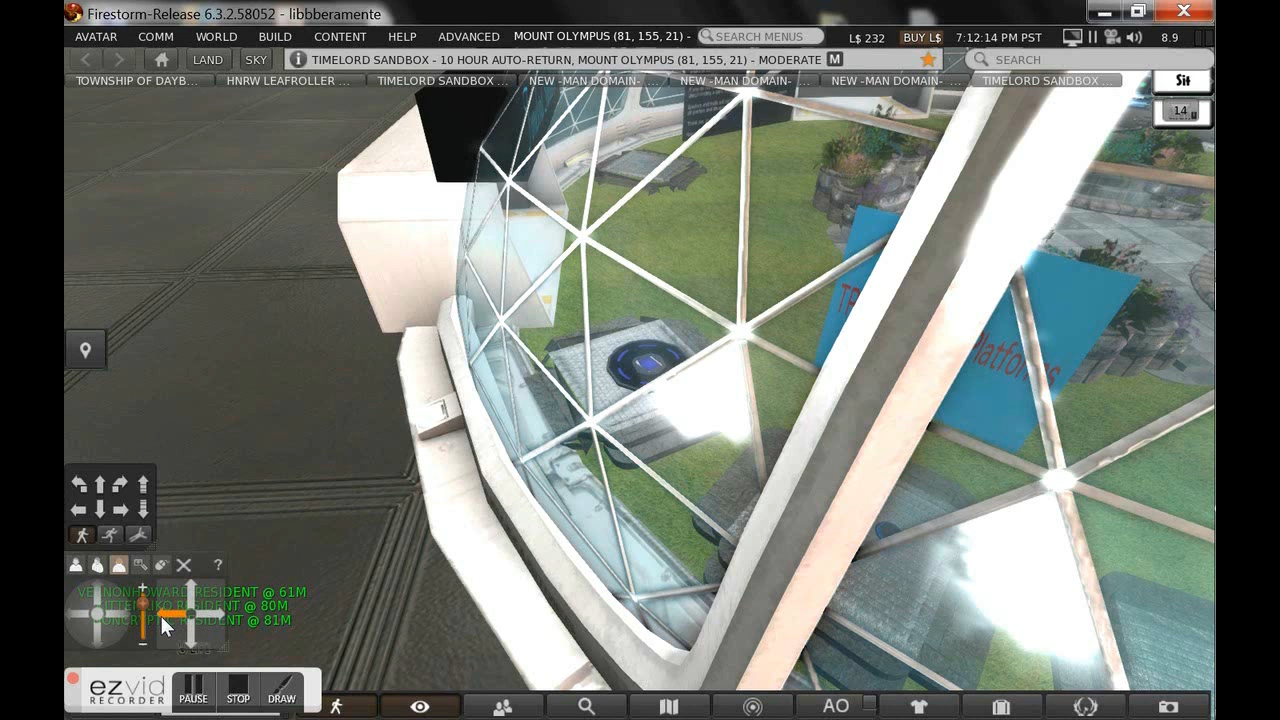 Firestorm-Release 6.3.2.58052 - libbberamente
AVATAR COMM WORLD BUILD CONTENT HELP ADVANCED MOUNT OLYMPUS (81, 155, 21) - SEARCH MENUS L$ 232 BUY L$ 7:12:14 PM PST 8.9
LAND SKY TIMELORD SANDBOX - 10 HOUR AUTO-RETURN, MOUNT OLYMPUS (81, 155, 21) - MODERATE M SEARCH
TOWNSHIP OF DAYB... HNRW LEAFROLLER ... TIMELORD SANDBOX ... NEW -MAN DOMAIN- ... NEW -MAN DOMAIN- ... NEW -MAN DOMAIN- ... TIMELORD SANDBOX ...
Sit
14
Platforms
RESIDENT @ 61M
RESIDENT @ 80M
RESIDENT @ 81M
ezvid
RECORDER
PAUSE STOP DRAW
AO